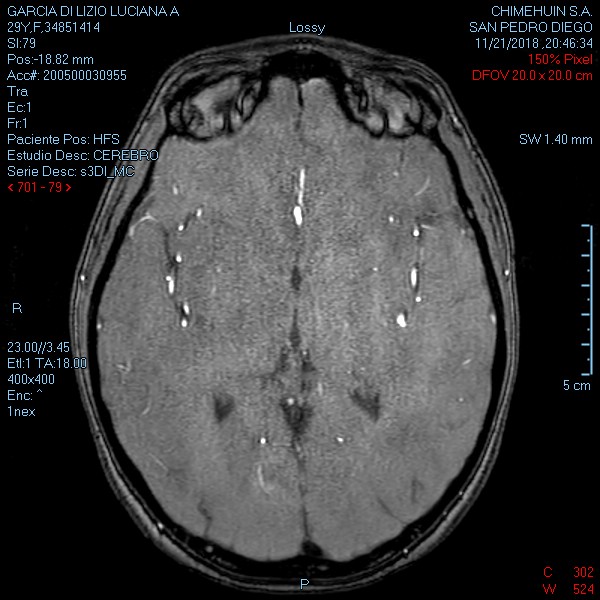 GARCIA DI LIZIO LUCIANA A
29Y,F,34851414
Sl:79
Pos:-18.82 mm
Acc#: 200500030955
Tra
Ec:1
Fr:1
Paciente Pos: HFS
Estudio Desc: CEREBRO
Serie Desc: s3DI_MC
< 701 - 79 >
Lossy
CHIMEHUIN S.A.
SAN PEDRO DIEGO
11/21/2018 ,20:46:34
150% Pixel
DFOV 20.0 x 20.0 cm
SW 1.40 mm
R
23.00//3.45
Etl:1 TA:18.00
400x400
Enc: ^
1nex
5 cm
P
C 302
W 524